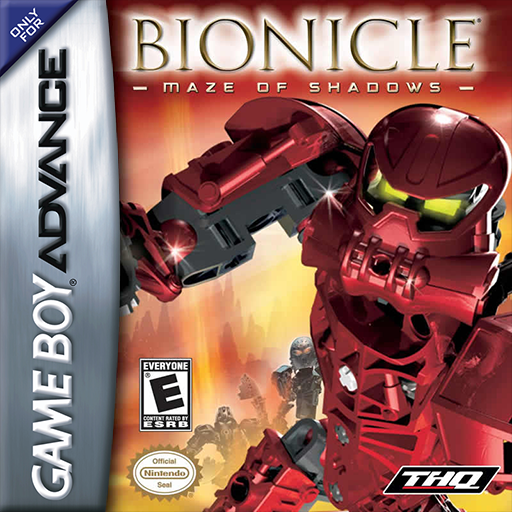 ONLY
FOR
GAME BOY ADVANCE
BIONICLE®
— MAZE OF SHADOWS —
EVERYONE
E
CONTENT RATED BY
ESRB
Official
Nintendo
Seal
THQ